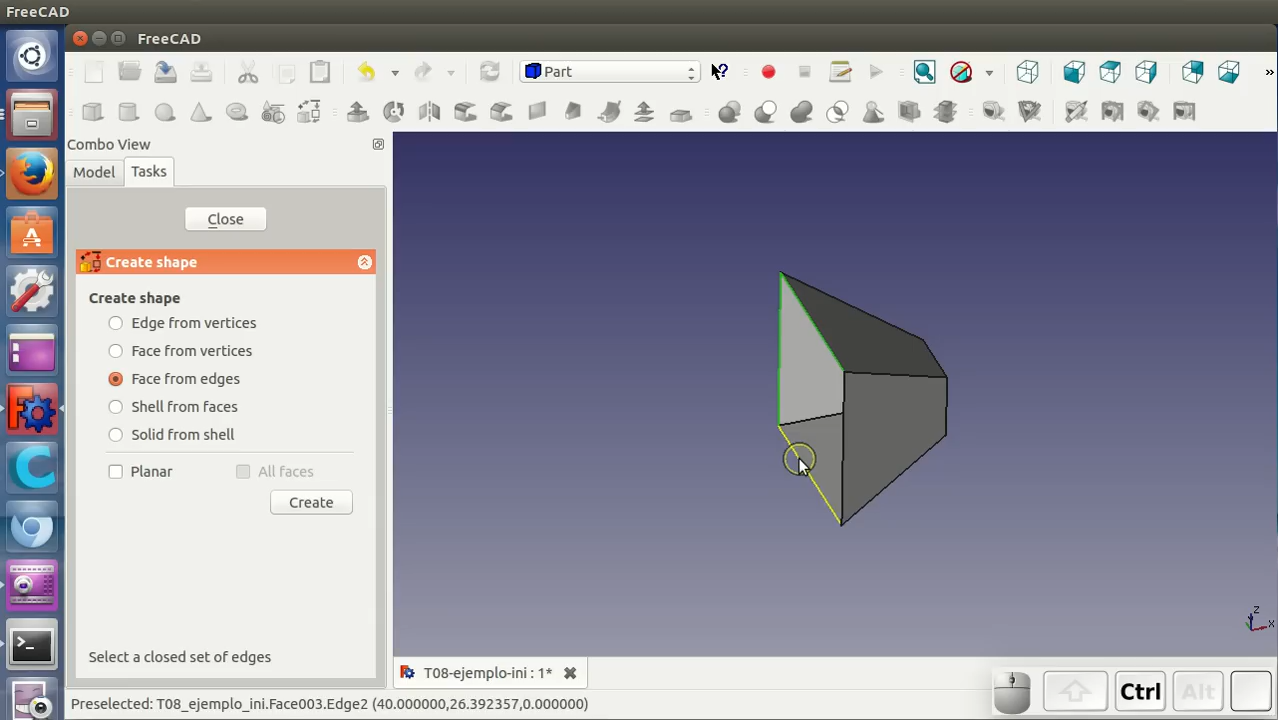 FreeCAD
FreeCAD
Part
»
Combo View
Model
Tasks
Close
Create shape
Create shape
Edge from vertices
Face from vertices
Face from edges
Shell from faces
Solid from shell
Planar
All faces
Create
Select a closed set of edges
z
x
T08-ejemplo-ini : 1*
Preselected: T08_ejemplo_ini.Face003.Edge2 (40.000000,26.392357,0.000000)
Ctrl
Alt